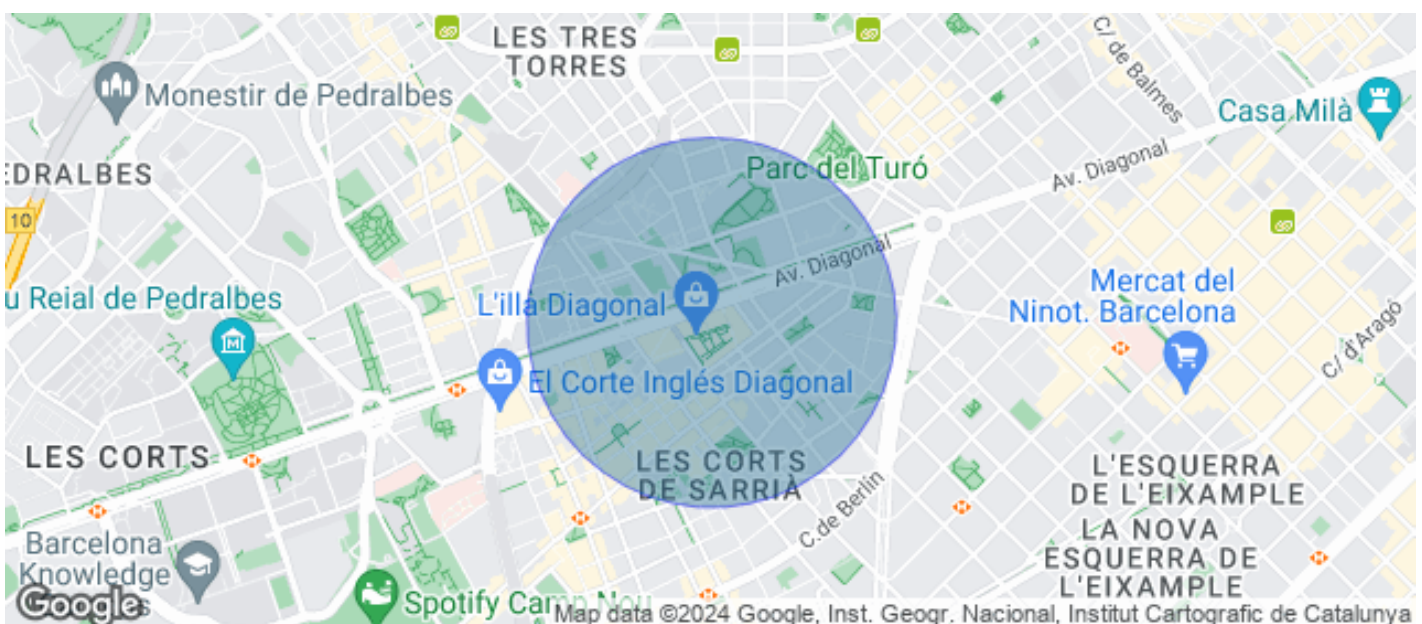 LES TRES
TORRES
C/ de Balmes
Monestir de Pedralbes
Casa Milà
EDRALBES
Parc del Turó
Av. Diagonal
10
Av. Diagonal
u Reial de Pedralbes
L'illa Diagonal
Mercat del
Ninot. Barcelona
C/ d'Aragó
El Corte Inglés Diagonal
LES CORTS
LES CORTS
DE SARRIÀ
L'ESQUERRA
DE L'EIXAMPLE
C. de Berlín
LA NOVA
ESQUERRA DE
L'EIXAMPLE
Barcelona
Knowledge
Google
Spotify Camp Nou
Map data ©2024 Google, Inst. Geogr. Nacional, Institut Cartografic de Catalunya